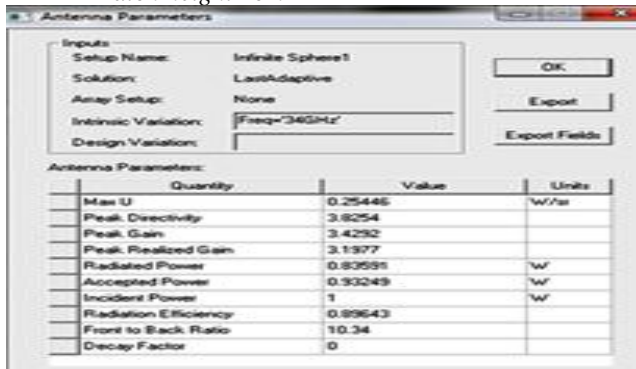 Antenna Parameters
Inputs
Setup Name: Infinite Sphere1
Solution: LastAdaptive
Array Setup: None
Intrinsic Variation: Freq='34GHz'
Design Variation:
OK
Export
Export Fields
Antenna Parameters:
Quantity Value Units
Max U 0.25446 W/sr
Peak Directivity 3.8254
Peak Gain 3.4292
Peak Realized Gain 3.1977
Radiated Power 0.83591 W
Accepted Power 0.93249 W
Incident Power 1 W
Radiation Efficiency 0.89643
Front to Back Ratio 10.34
Decay Factor 0